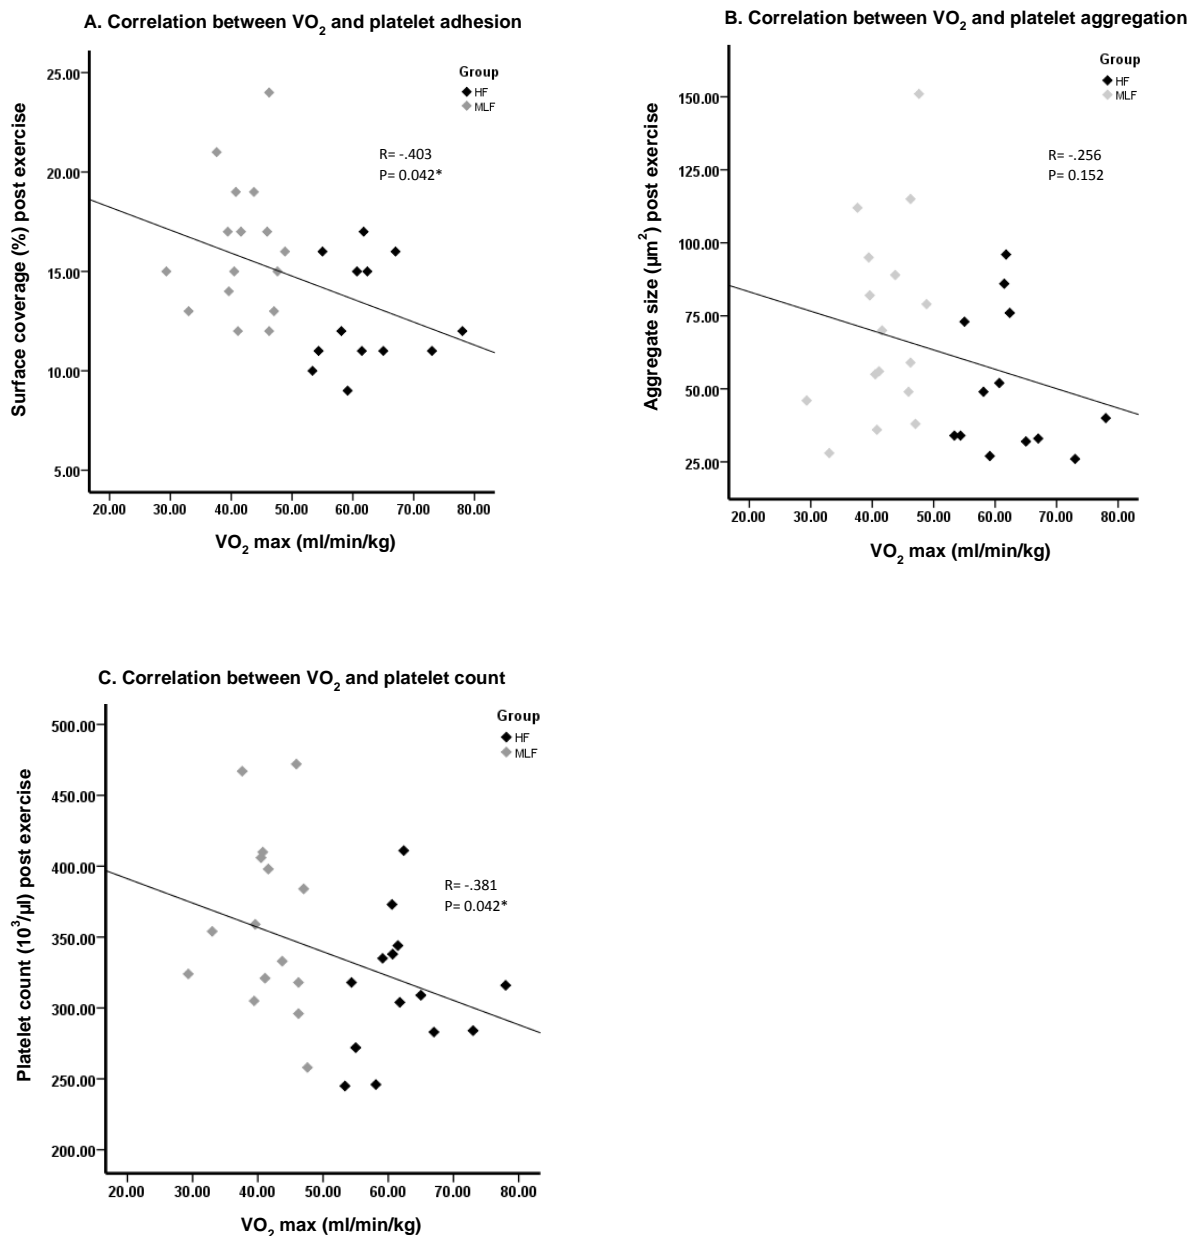 A. Correlation between VO2 and platelet adhesion
Surface coverage (%) post exercise
25.00
20.00
15.00
10.00
5.00
Group
HF
MLF
R= -.403
P= 0.042*
20.00 30.00 40.00 50.00 60.00 70.00 80.00
VO2 max (ml/min/kg)
B. Correlation between VO2 and platelet aggregation
Aggregate size (µm2) post exercise
150.00
125.00
100.00
75.00
50.00
25.00
Group
HF
MLF
R= -.256
P= 0.152
20.00 30.00 40.00 50.00 60.00 70.00 80.00
VO2 max (ml/min/kg)
C. Correlation between VO2 and platelet count
Platelet count (103/µl) post exercise
500.00
450.00
400.00
350.00
300.00
250.00
200.00
Group
HF
MLF
R= -.381
P= 0.042*
20.00 30.00 40.00 50.00 60.00 70.00 80.00
VO2 max (ml/min/kg)